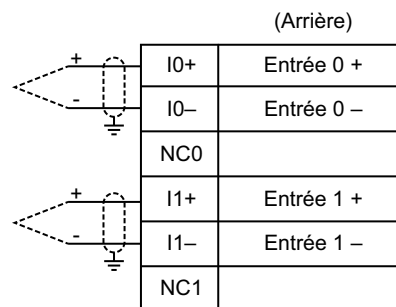 (Arrière)
+ I0+ Entrée 0 +
- I0– Entrée 0 –
NC0
+ I1+ Entrée 1 +
- I1– Entrée 1 –
NC1